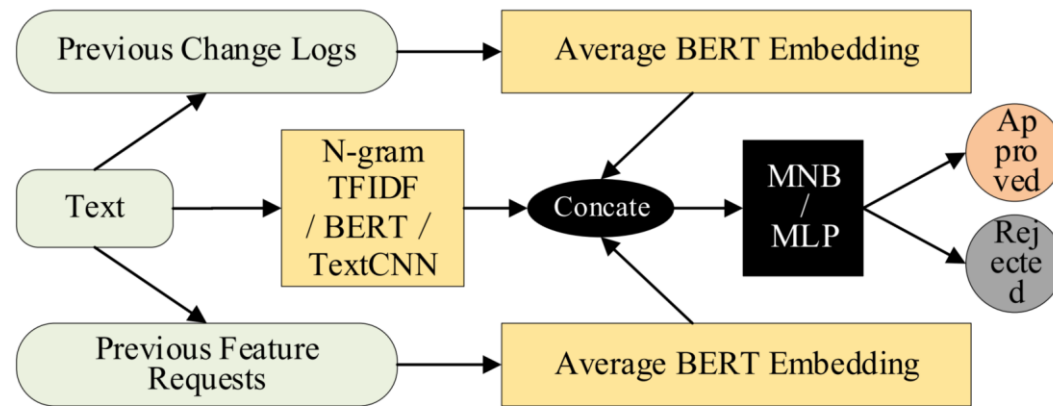 Previous Change Logs
Average BERT Embedding
Text
N-gram
TFIDF
/ BERT /
TextCNN
Concate
MNB
/
MLP
Ap
pro
ved
Rej
ecte
d
Previous Feature
Requests
Average BERT Embedding